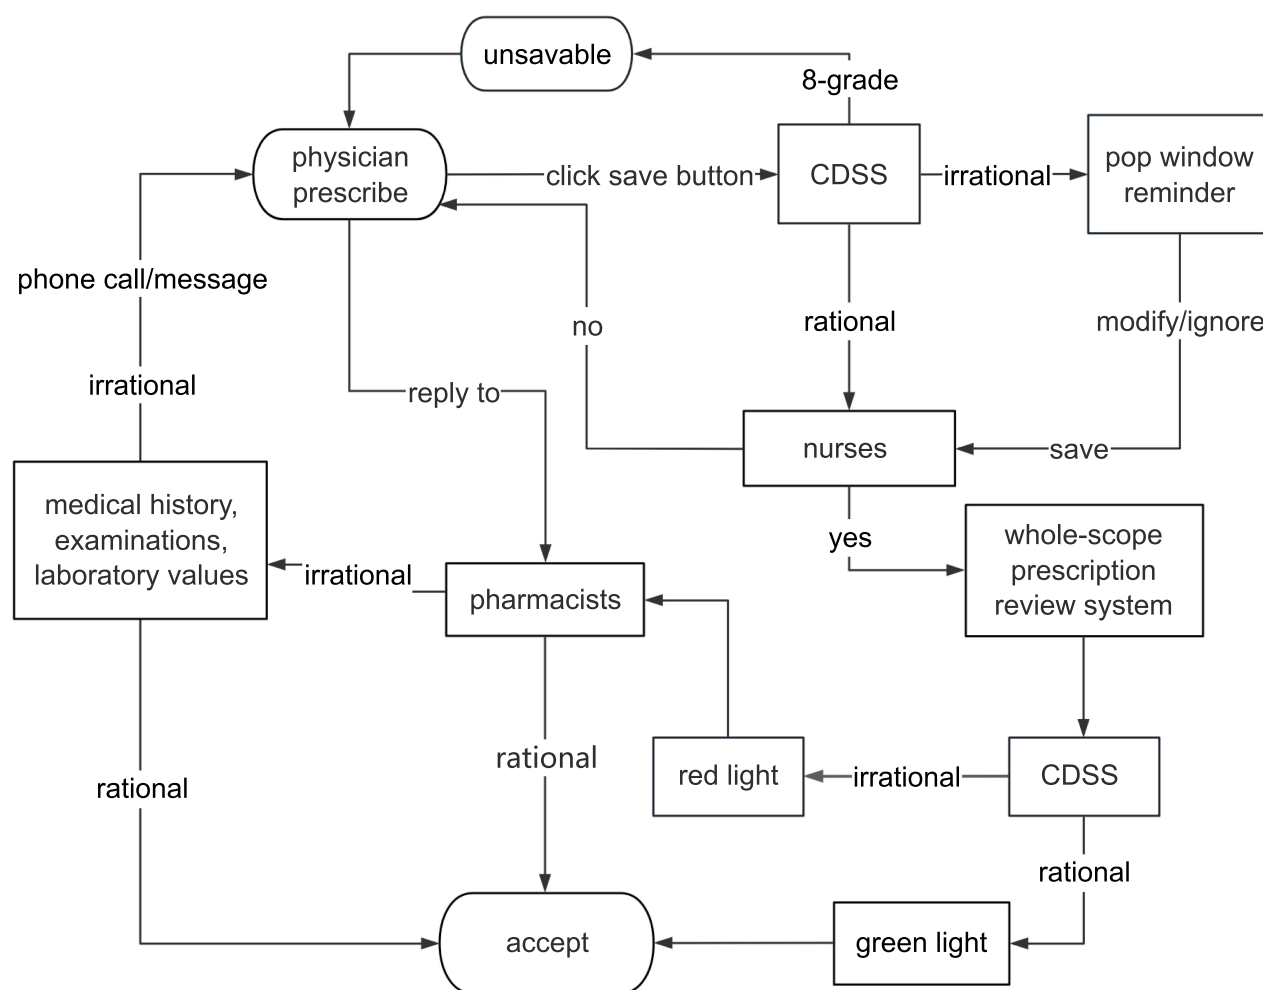 unsavable
8-grade
physician
prescribe
click save button
CDSS
irrational
pop window
reminder
phone call/message
no
rational
modify/ignore
irrational
reply to
nurses
save
medical history,
examinations,
laboratory values
yes
whole-scope
prescription
review system
irrational
pharmacists
rational
rational
red light
irrational
CDSS
rational
accept
green light